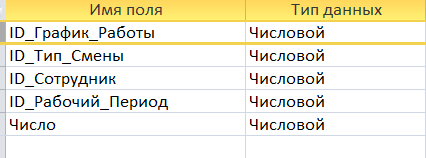 Имя поля Тип данных
ID_График_Работы Числовой
ID_Тип_Смены Числовой
ID_Сотрудник Числовой
ID_Рабочий_Период Числовой
Число Числовой